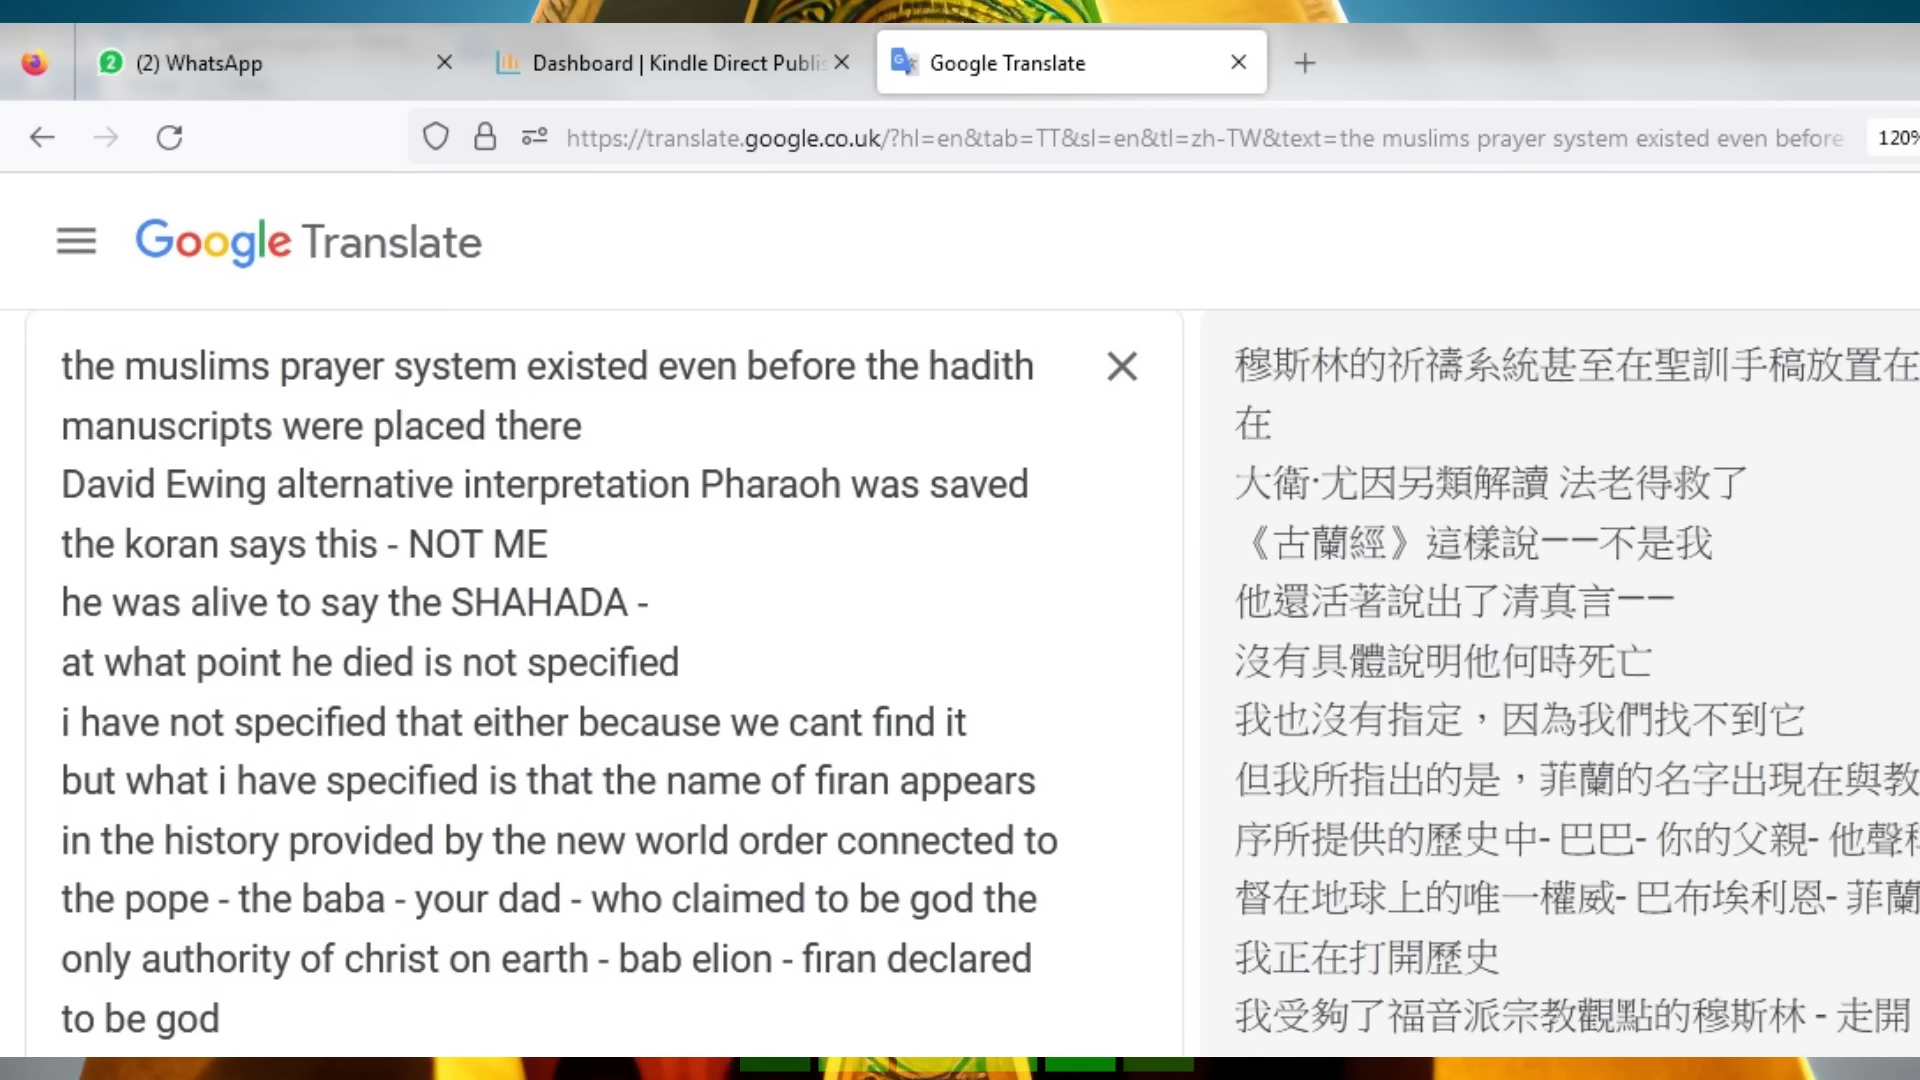 (2) WhatsApp
Dashboard | Kindle Direct Publis
Google Translate
https://translate.google.co.uk/?hl=en&tab=TT&sl=en&tl=zh-TW&text=the muslims prayer system existed even before
120%
Google Translate
the muslims prayer system existed even before the hadith
manuscripts were placed there
David Ewing alternative interpretation Pharaoh was saved
the koran says this - NOT ME
he was alive to say the SHAHADA -
at what point he died is not specified
i have not specified that either because we cant find it
but what i have specified is that the name of firan appears
in the history provided by the new world order connected to
the pope - the baba - your dad - who claimed to be god the
only authority of christ on earth - bab elion - firan declared
to be god
穆斯林的祈禱系統甚至在聖訓手稿放置在
在
大衛·尤因另類解讀 法老得救了
《古蘭經》這樣說——不是我
他還活著說出了清真言——
沒有具體說明他何時死亡
我也沒有指定，因為我們找不到它
但我所指出的是，菲蘭的名字出現在與教
序所提供的歷史中- 巴巴- 你的父親- 他聲稱
督在地球上的唯一權威- 巴布埃利恩- 菲蘭
我正在打開歷史
我受夠了福音派宗教觀點的穆斯林 - 走開